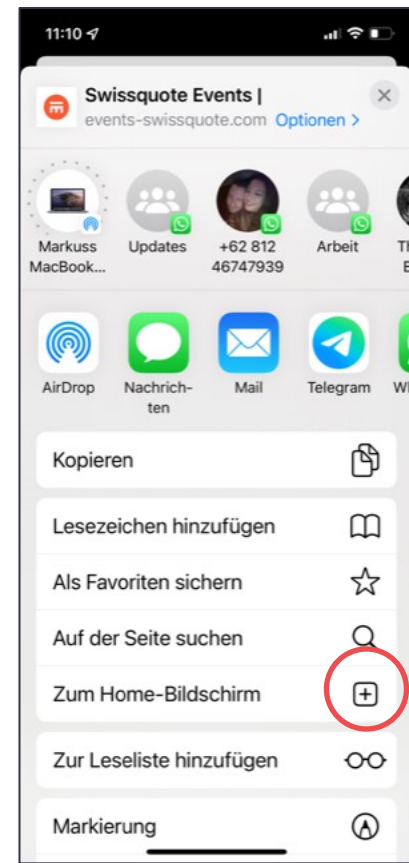 11:10
Swissquote Events |
events-swissquote.com Optionen >
Markuss
MacBook...
Updates
+62 812
46747939
Arbeit
AirDrop
Nachrich-
ten
Mail
Telegram
Kopieren
Lesezeichen hinzufügen
Als Favoriten sichern
Auf der Seite suchen
Zum Home-Bildschirm
Zur Leseliste hinzufügen
Markierung